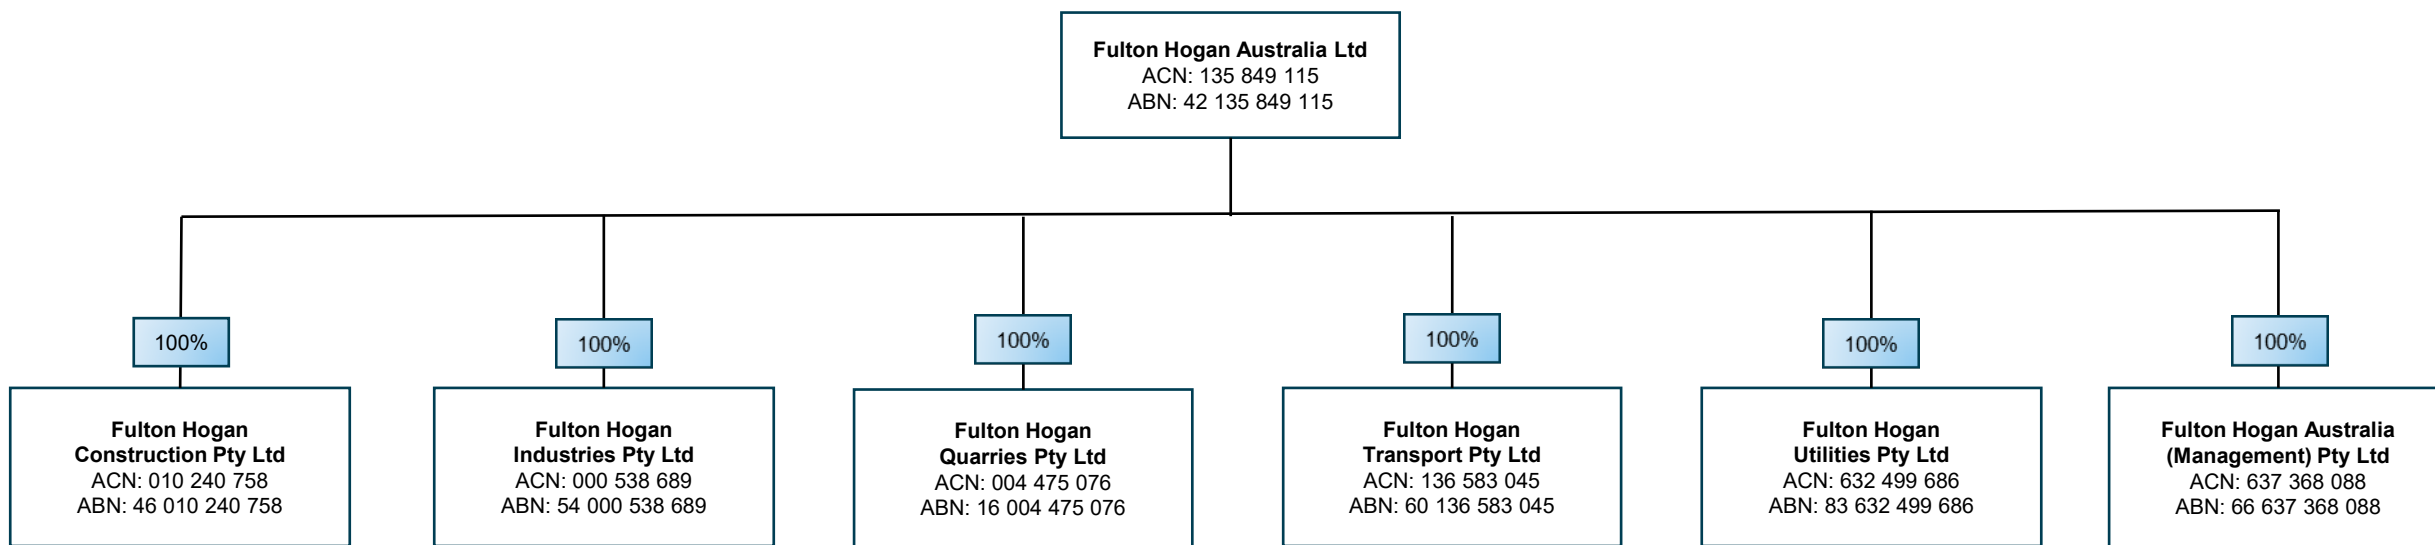 Fulton Hogan Australia Ltd
ACN: 135 849 115
ABN: 42 135 849 115
100%
100%
100%
100%
100%
100%
Fulton Hogan
Construction Pty Ltd
ACN: 010 240 758
ABN: 46 010 240 758
Fulton Hogan
Industries Pty Ltd
ACN: 000 538 689
ABN: 54 000 538 689
Fulton Hogan
Quarries Pty Ltd
ACN: 004 475 076
ABN: 16 004 475 076
Fulton Hogan
Transport Pty Ltd
ACN: 136 583 045
ABN: 60 136 583 045
Fulton Hogan
Utilities Pty Ltd
ACN: 632 499 686
ABN: 83 632 499 686
Fulton Hogan Australia
(Management) Pty Ltd
ACN: 637 368 088
ABN: 66 637 368 088